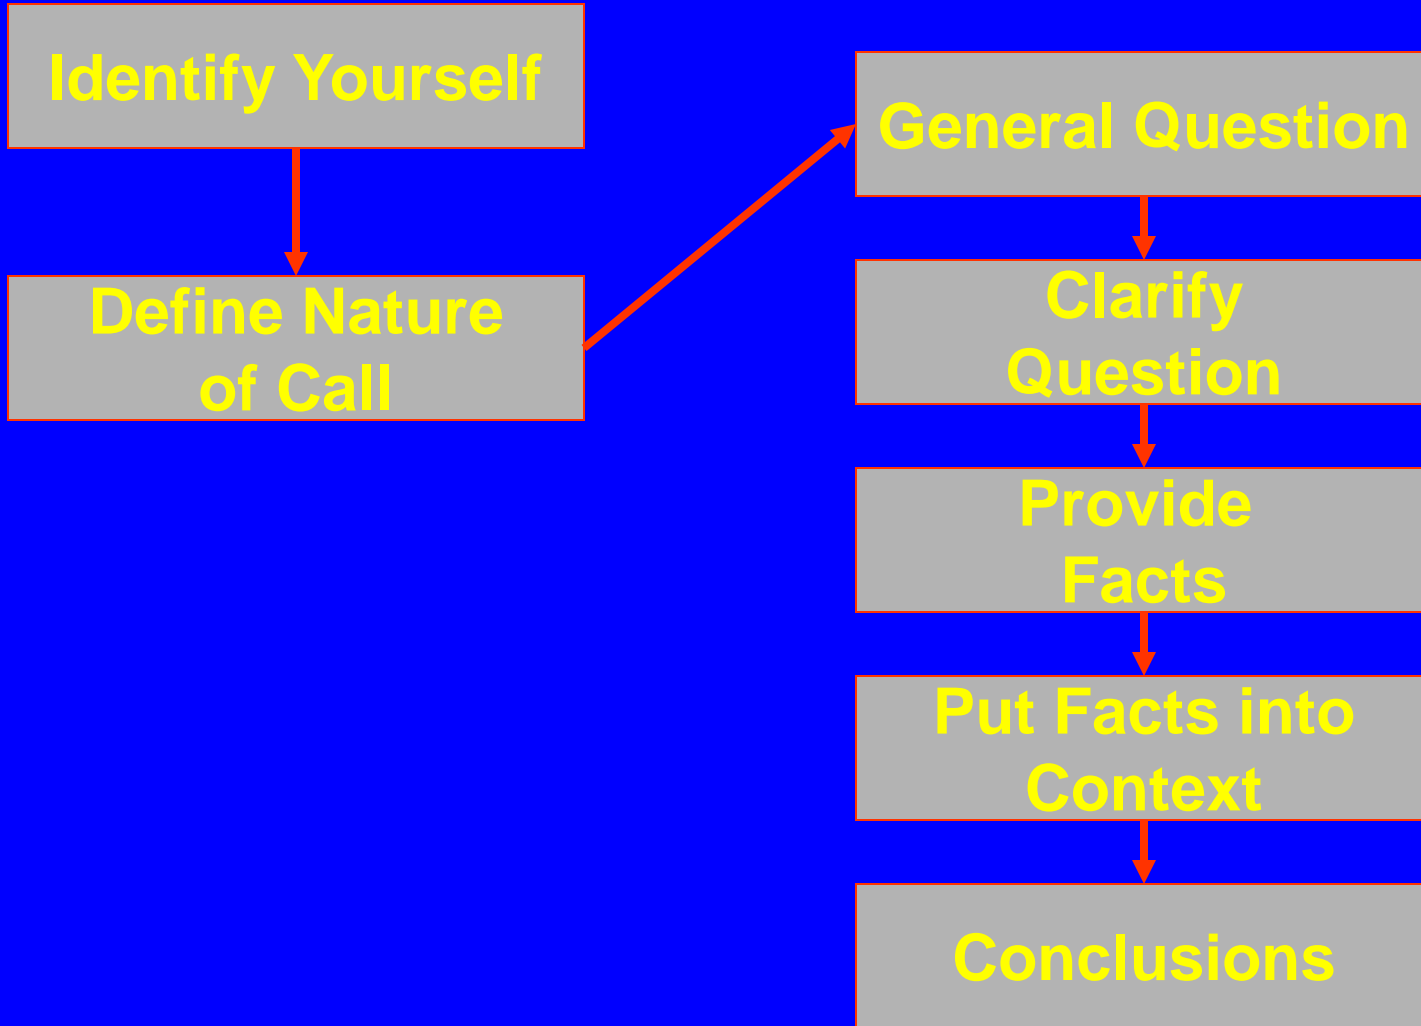 Identify Yourself
Define Nature
of Call
General Question
Clarify
Question
Provide
Facts
Put Facts into
Context
Conclusions